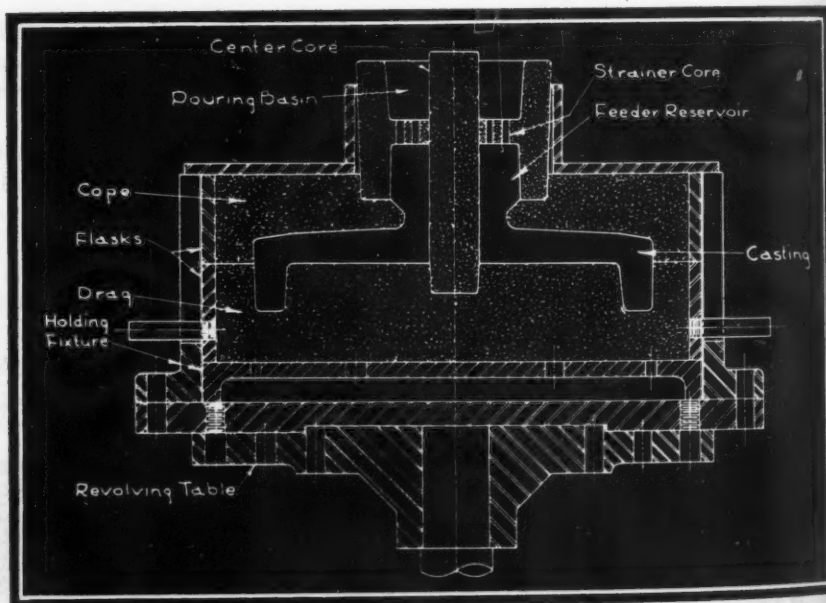 Center Core
Pouring Basin
Strainer Core
Feeder Reservoir
Cope
Flasks
Casting
Drag
Holding
Fixture
Revolving Table